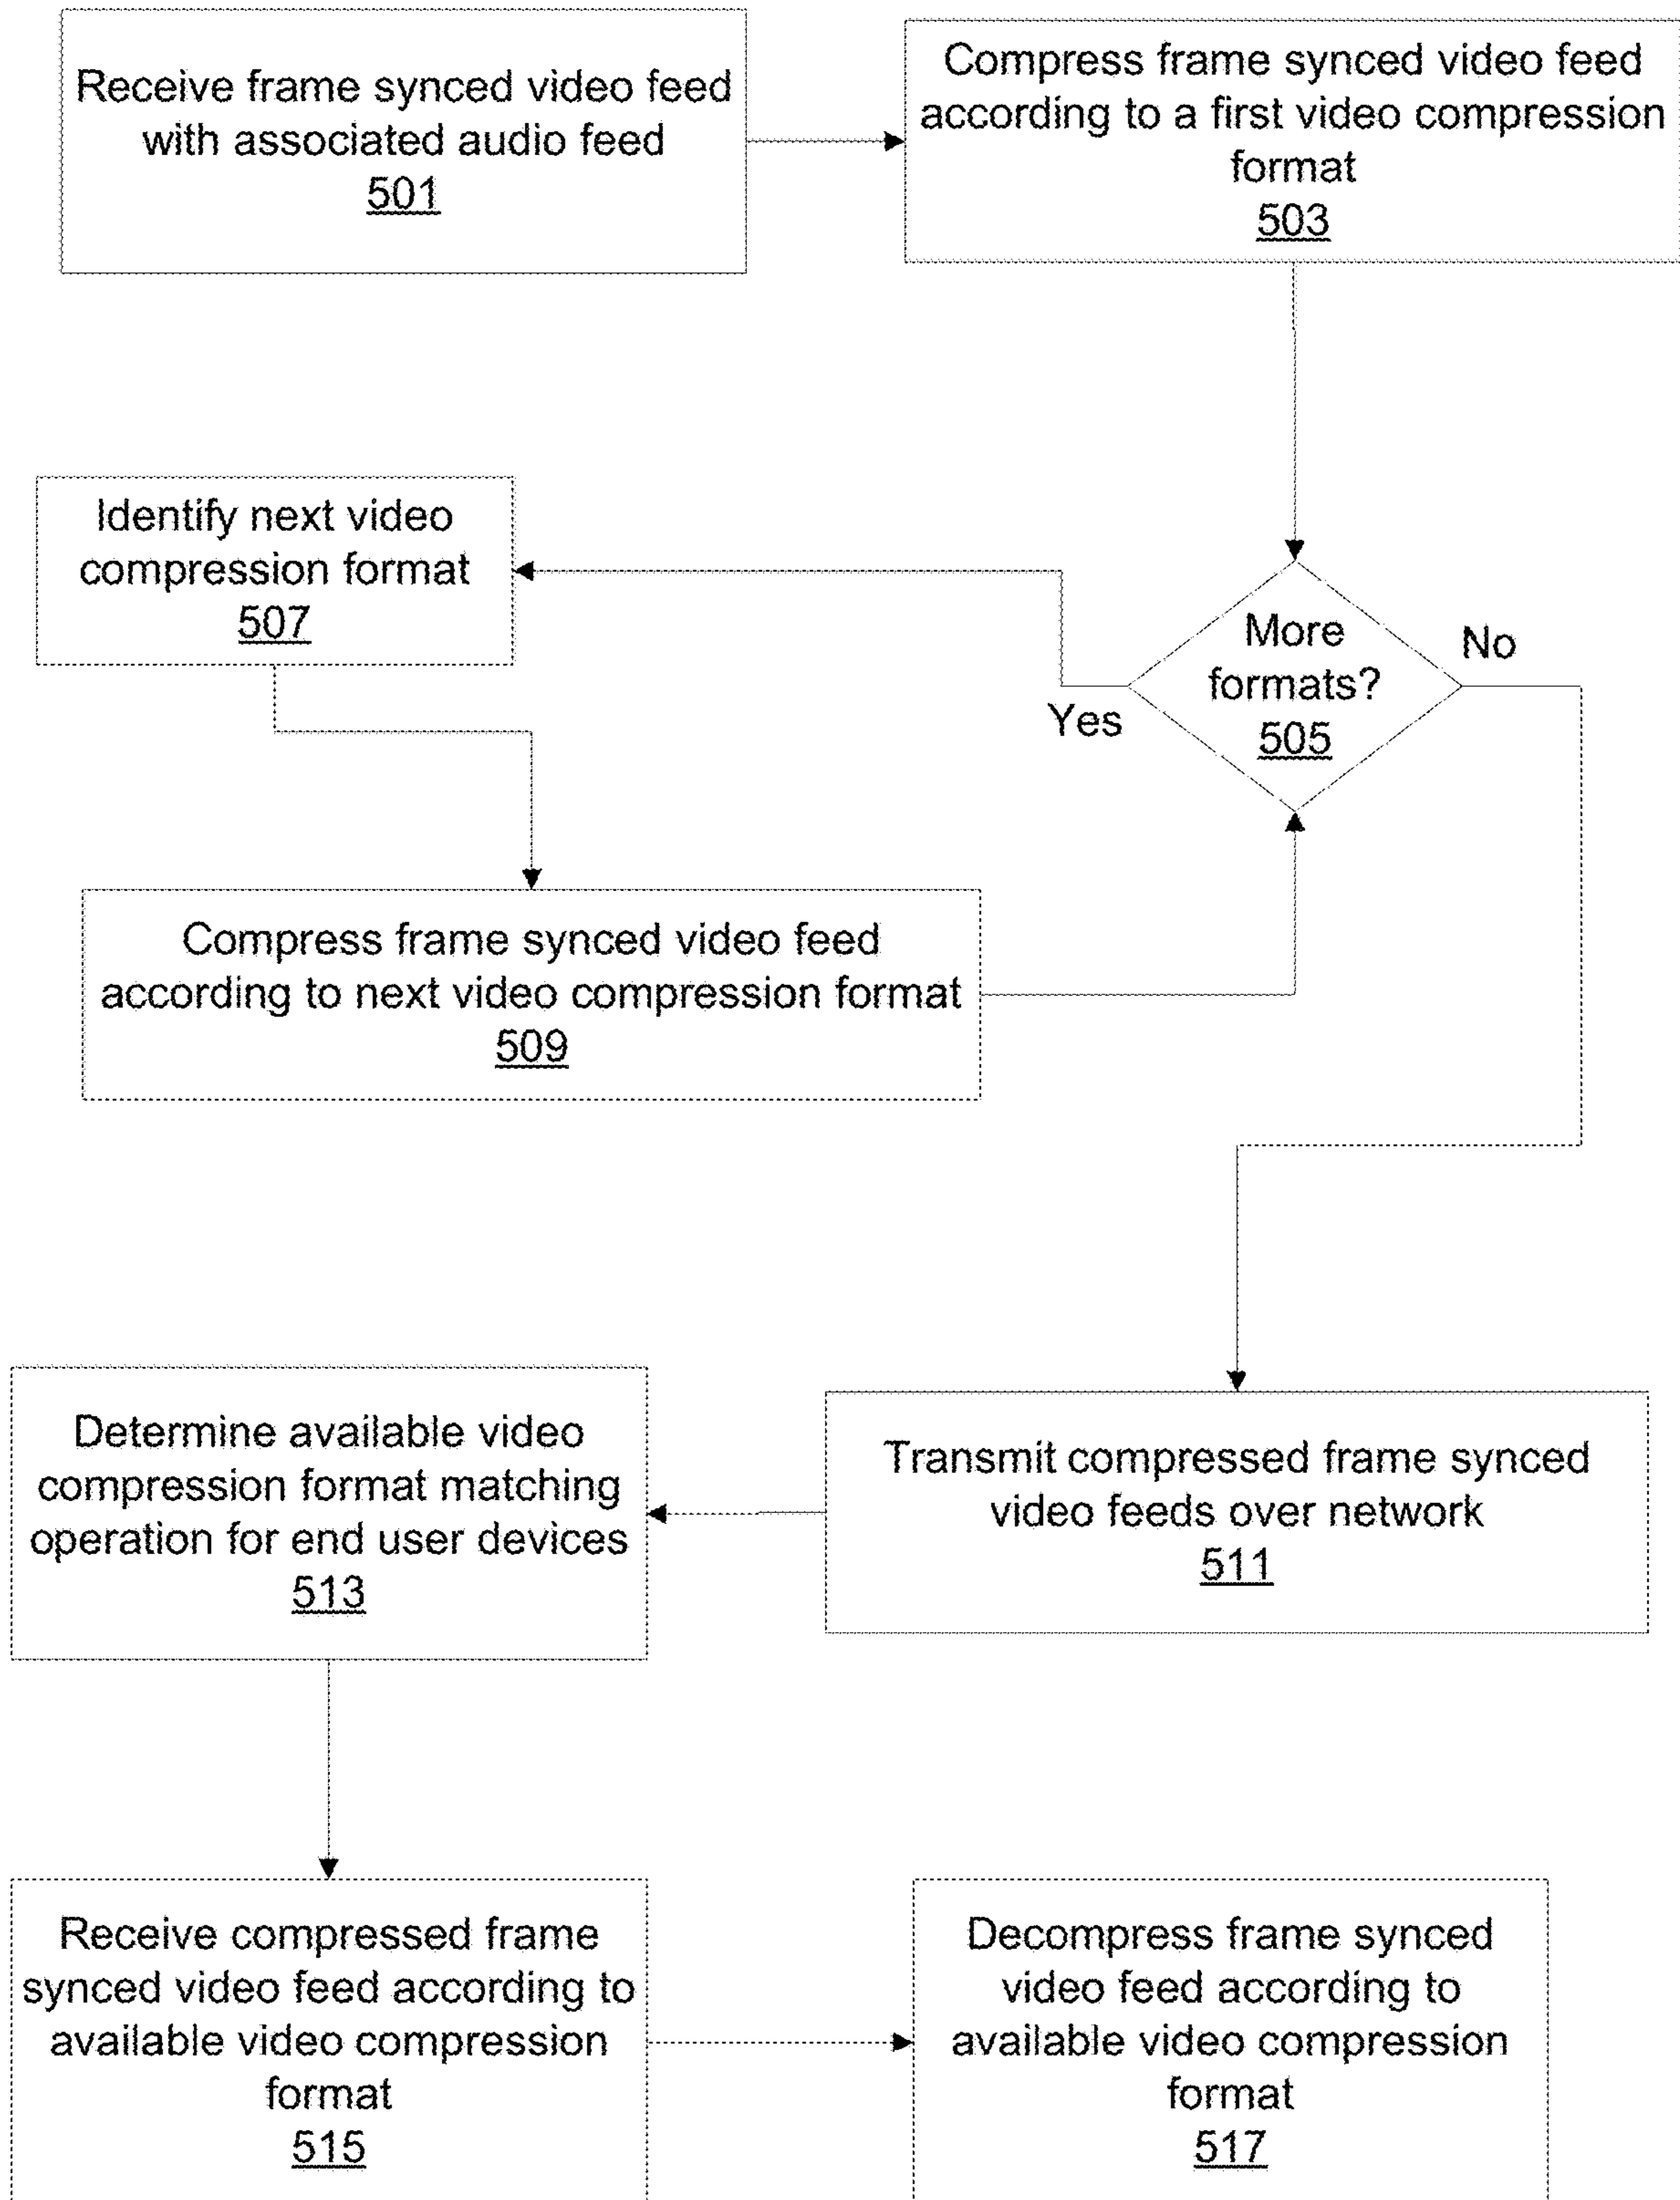 Receive frame synced video feed
with associated audio feed
501
Compress frame synced video feed
according to a first video compression
format
503
More
formats?
505
Yes
No
Identify next video
compression format
507
Compress frame synced video feed
according to next video compression format
509
Transmit compressed frame synced
video feeds over network
511
Determine available video
compression format matching
operation for end user devices
513
Receive compressed frame
synced video feed according to
available video compression
format
515
Decompress frame synced
video feed according to
available video compression
format
517